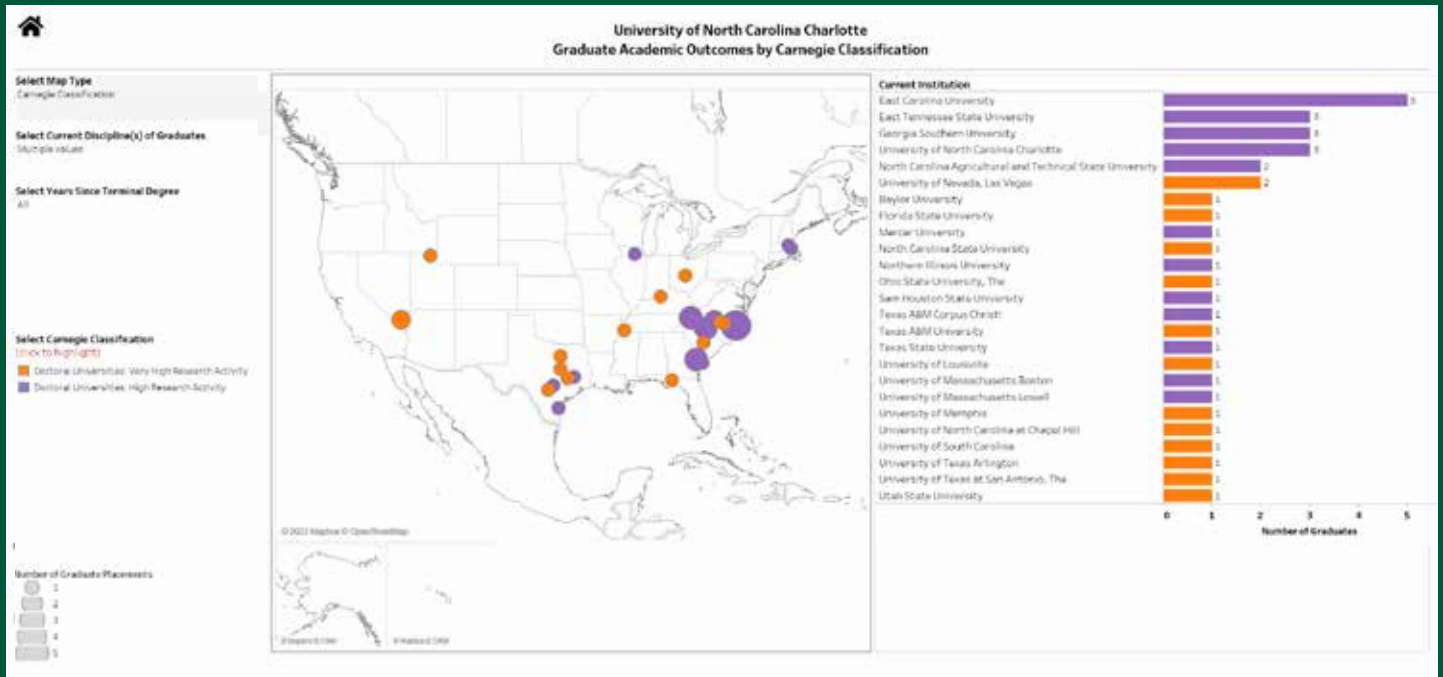 University of North Carolina Charlotte
Graduate Academic Outcomes by Carnegie Classification
Select Map Type
Carnegie Classification
Select Current Discipline(s) of Graduates
Multiple values
Select Years Since Terminal Degree
All
Select Carnegie Classification
(click to highlight)
Doctoral Universities: Very High Research Activity
Doctoral Universities: High Research Activity
Number of Graduate Placements
1
2
3
4
5
© 2022 Mapbox © OpenStreetMap
Current Institution
East Carolina University 5
East Tennessee State University 3
Georgia Southern University 3
University of North Carolina Charlotte 3
North Carolina Agricultural and Technical State University 2
University of Nevada, Las Vegas 2
Baylor University 1
Florida State University 1
Mercer University 1
North Carolina State University 1
Northern Illinois University 1
Ohio State University, The 1
Sam Houston State University 1
Texas A&M Corpus Christi 1
Texas A&M University 1
Texas State University 1
University of Louisville 1
University of Massachusetts Boston 1
University of Massachusetts Lowell 1
University of Memphis 1
University of North Carolina at Chapel Hill 1
University of South Carolina 1
University of Texas Arlington 1
University of Texas at San Antonio, The 1
Utah State University 1
0 1 2 3 4 5
Number of Graduates